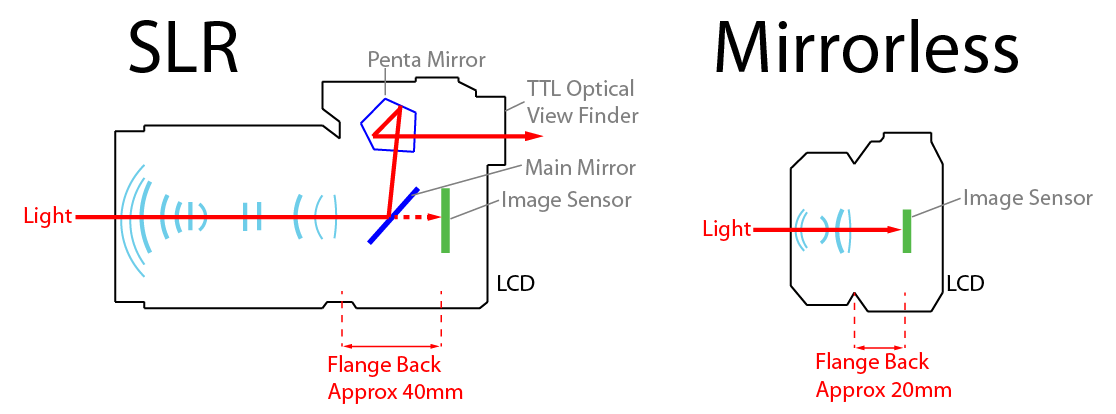 SLR
Mirrorless
Penta Mirror
TTL Optical
View Finder
Main Mirror
Image Sensor
Light
LCD
Flange Back
Approx 40mm
Image Sensor
Light
LCD
Flange Back
Approx 20mm